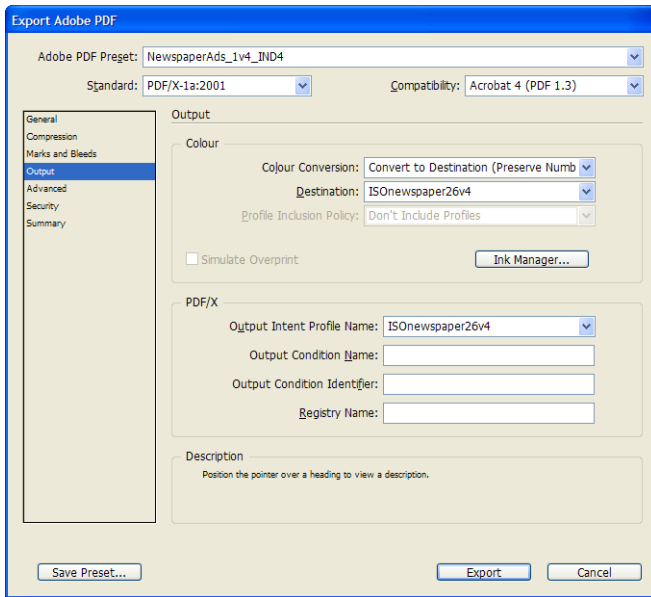 Export Adobe PDF
Adobe PDF Preset: NewspaperAds_1v4_IND4
Standard: PDF/X-1a:2001 Compatibility: Acrobat 4 (PDF 1.3)
General
Compression
Marks and Bleeds
Output
Advanced
Security
Summary
Output
Colour
Colour Conversion: Convert to Destination (Preserve Numb
Destination: ISOnewspaper26v4
Profile Inclusion Policy: Don't Include Profiles
Simulate Overprint Ink Manager...
PDF/X
Output Intent Profile Name: ISOnewspaper26v4
Output Condition Name:
Output Condition Identifier:
Registry Name:
Description
Position the pointer over a heading to view a description.
Save Preset... Export Cancel